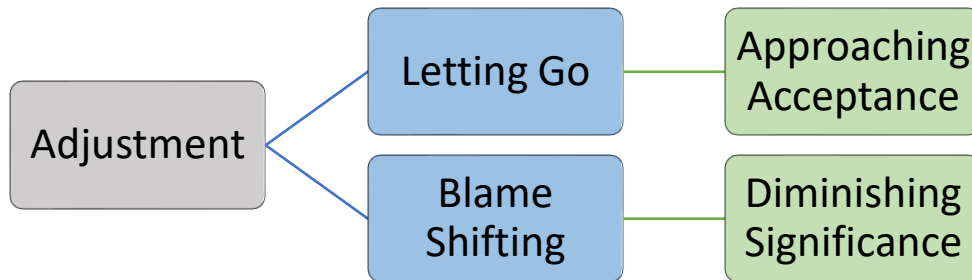 Adjustment
Letting Go
Approaching
Acceptance
Blame
Shifting
Diminishing
Significance